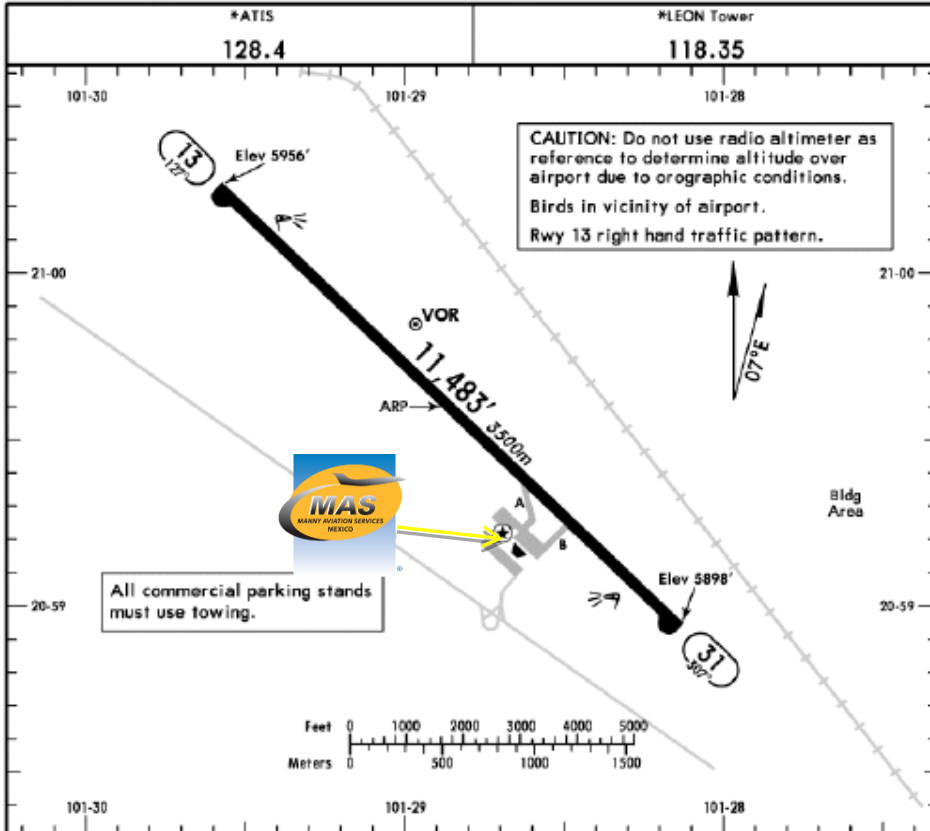 *ATIS
128.4
*LEON Tower
118.35
101-30
101-29
101-28
CAUTION: Do not use radio altimeter as
reference to determine altitude over
airport due to orographic conditions.
Birds in vicinity of airport.
Rwy 13 right hand traffic pattern.
13
122°
Elev 5956'
21-00
21-00
VOR
07°E
11,483'
3500m
ARP
MAS
MANNY AVIATION SERVICES
MEXICO
A
B
Bldg
Area
All commercial parking stands
must use towing.
Elev 5898'
20-59
20-59
31
307°
Feet 0 1000 2000 3000 4000 5000
Meters 0 500 1000 1500
101-30
101-29
101-28